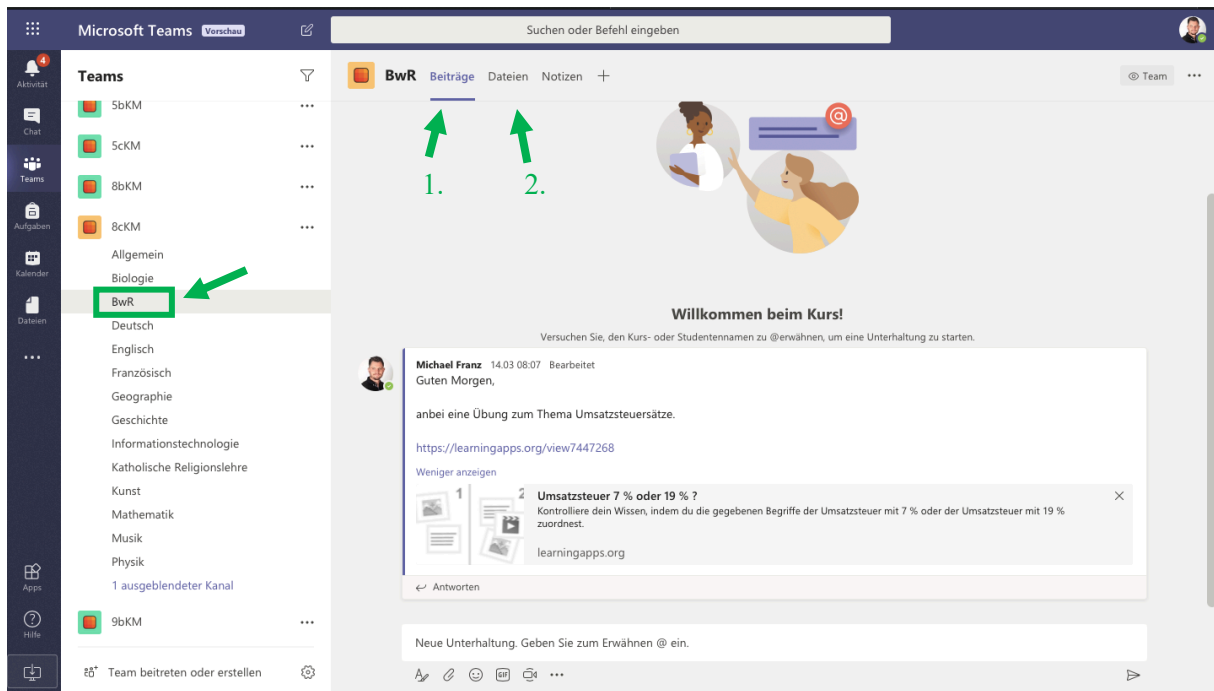 Microsoft Teams Vorschau
Suchen oder Befehl eingeben
4
Aktivität
Chat
Teams
Aufgaben
Kalender
Dateien
Apps
Hilfe
Teams
5bKM
5cKM
8bKM
8cKM
Allgemein
Biologie
BwR
Deutsch
Englisch
Französisch
Geographie
Geschichte
Informationstechnologie
Katholische Religionslehre
Kunst
Mathematik
Musik
Physik
1 ausgeblendeter Kanal
9bKM
Team beitreten oder erstellen
BwR Beiträge Dateien Notizen
Team
1. 2.
@
Willkommen beim Kurs!
Versuchen Sie, den Kurs- oder Studentennamen zu @erwähnen, um eine Unterhaltung zu starten.
Michael Franz 14.03 08:07 Bearbeitet
Guten Morgen,
anbei eine Übung zum Thema Umsatzsteuersätze.
https://learningapps.org/view7447268
Weniger anzeigen
1 2
Umsatzsteuer 7 % oder 19 % ?
Kontrolliere dein Wissen, indem du die gegebenen Begriffe der Umsatzsteuer mit 7 % oder der Umsatzsteuer mit 19 %
zuordnest.
learningapps.org
Antworten
Neue Unterhaltung. Geben Sie zum Erwähnen @ ein.
GIF